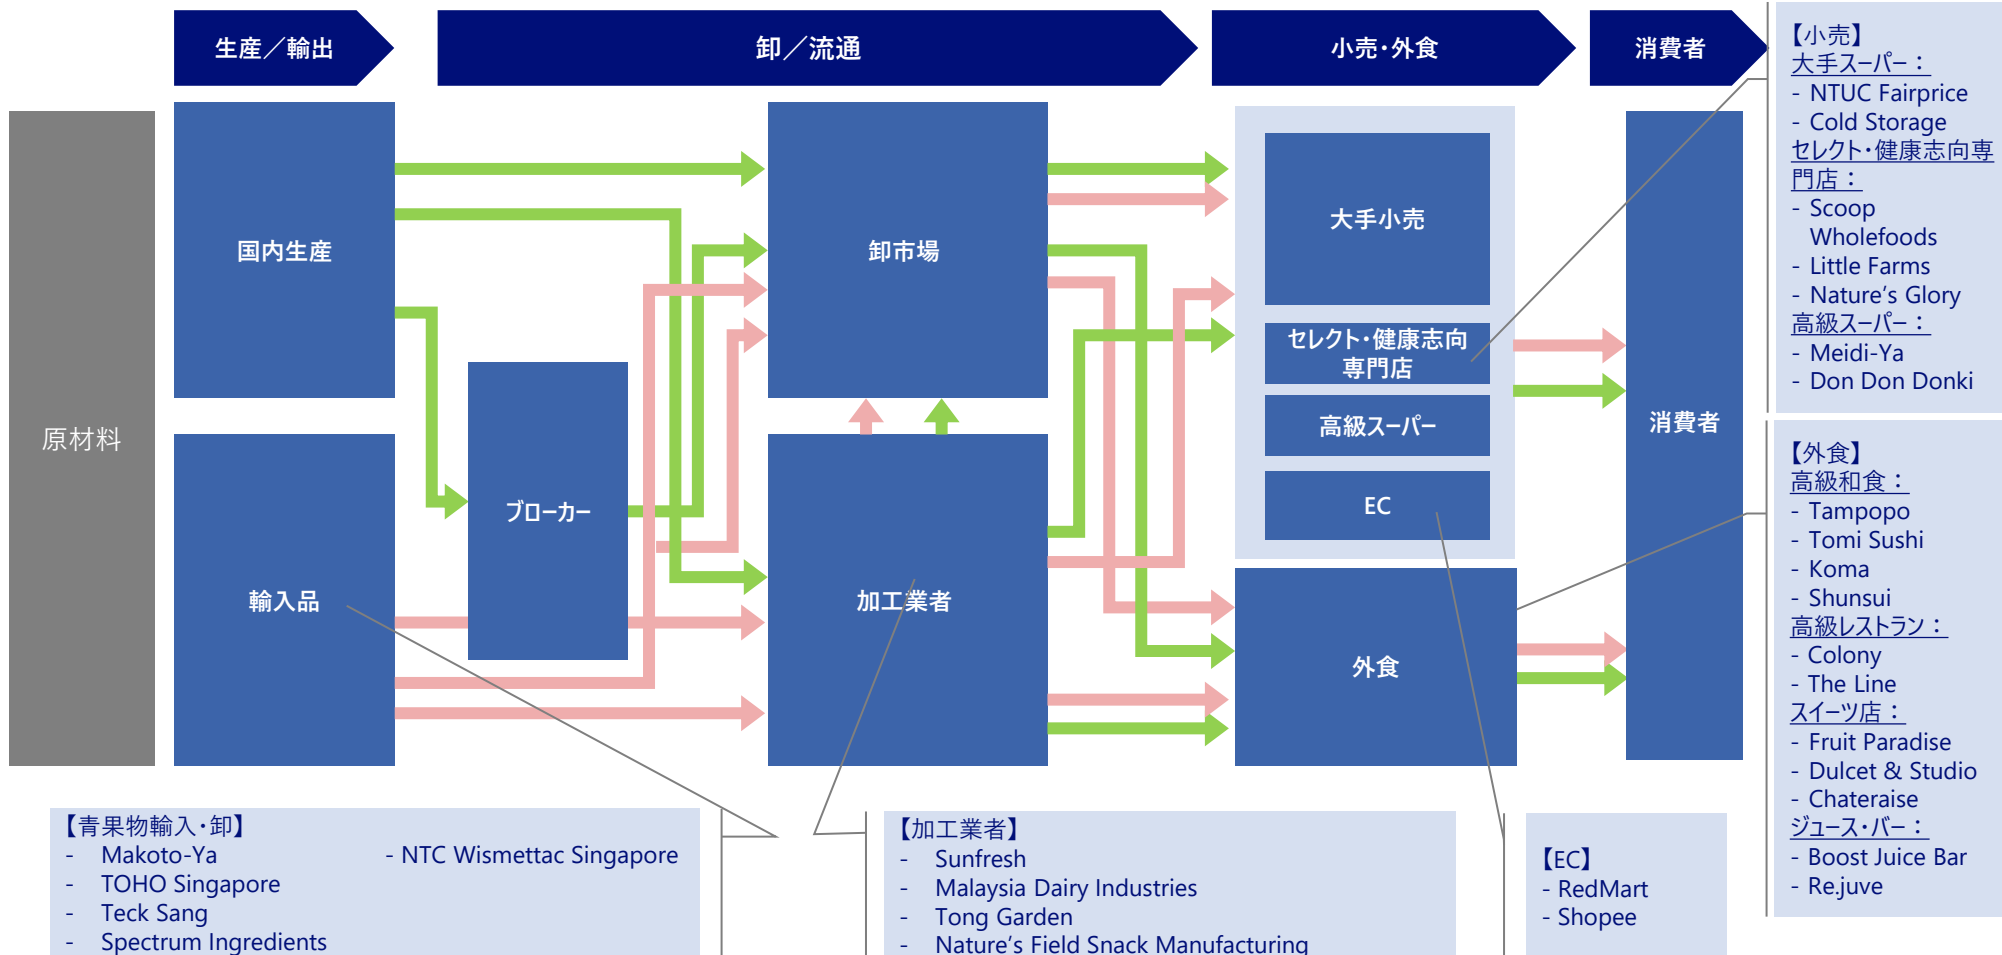 生産／輸出
卸／流通
小売・外食
消費者
原材料
国内生産
輸入品
ブローカー
卸市場
加工業者
大手小売
セレクト・健康志向
専門店
高級スーパー
EC
外食
消費者
【小売】
大手スーパー：
- NTUC Fairprice
- Cold Storage
セレクト・健康志向専
門店：
- Scoop
Wholefoods
- Little Farms
- Nature's Glory
高級スーパー：
- Meidi-Ya
- Don Don Donki
【外食】
高級和食：
- Tampopo
- Tomi Sushi
- Koma
- Shunsui
高級レストラン：
- Colony
- The Line
スイーツ店：
- Fruit Paradise
- Dulcet & Studio
- Chateraise
ジュース・バー：
- Boost Juice Bar
- Re.juve
【青果物輸入・卸】
- Makoto-Ya
- NTC Wismettac Singapore
- TOHO Singapore
- Teck Sang
- Spectrum Ingredients
【加工業者】
- Sunfresh
- Malaysia Dairy Industries
- Tong Garden
- Nature's Field Snack Manufacturing
【EC】
- RedMart
- Shopee